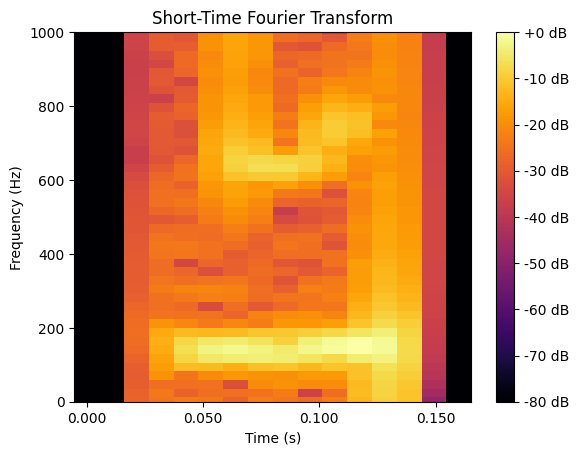 Short-Time Fourier Transform
1000
800
600
400
200
0
Frequency (Hz)
0.000
0.050
0.100
0.150
Time (s)
+0 dB
-10 dB
-20 dB
-30 dB
-40 dB
-50 dB
-60 dB
-70 dB
-80 dB